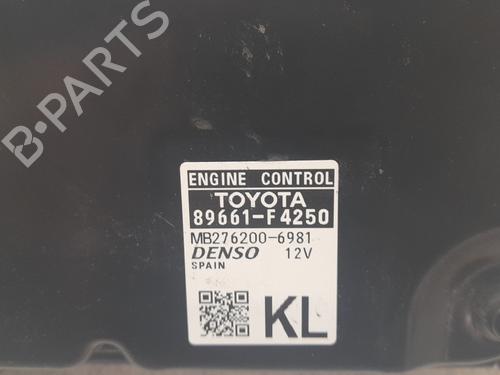 B-PARTS
ENGINE CONTROL
TOYOTA
89661-F4250
MB276200-6981
DENSO 12V
SPAIN
KL